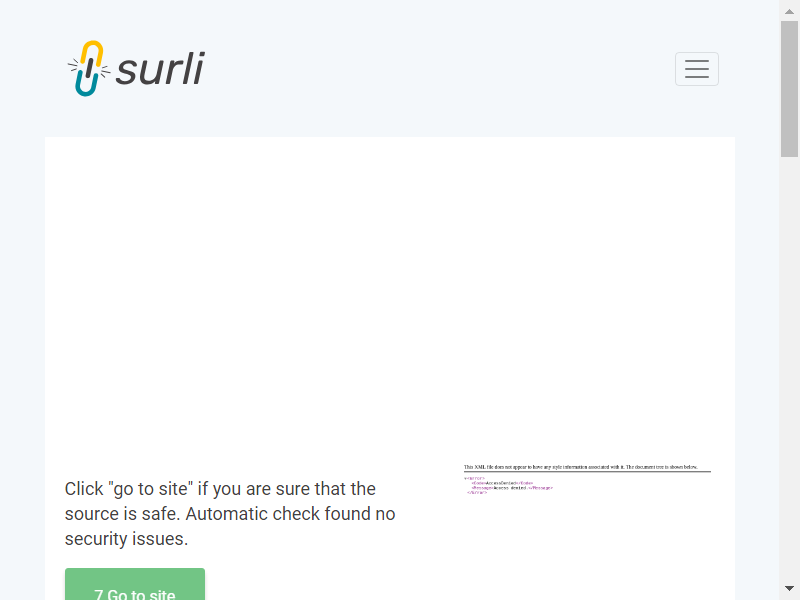 surli
Click "go to site" if you are sure that the
source is safe. Automatic check found no
security issues.
7 Go to site
This XML file does not appear to have any style information associated with it. The document tree is shown below.
<Error>
<Code>AccessDenied</Code>
<Message>Access denied.</Message>
</Error>